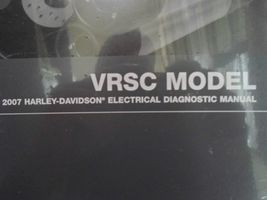 VRSC MODEL
2007 HARLEY-DAVIDSON® ELECTRICAL DIAGNOSTIC MANUAL